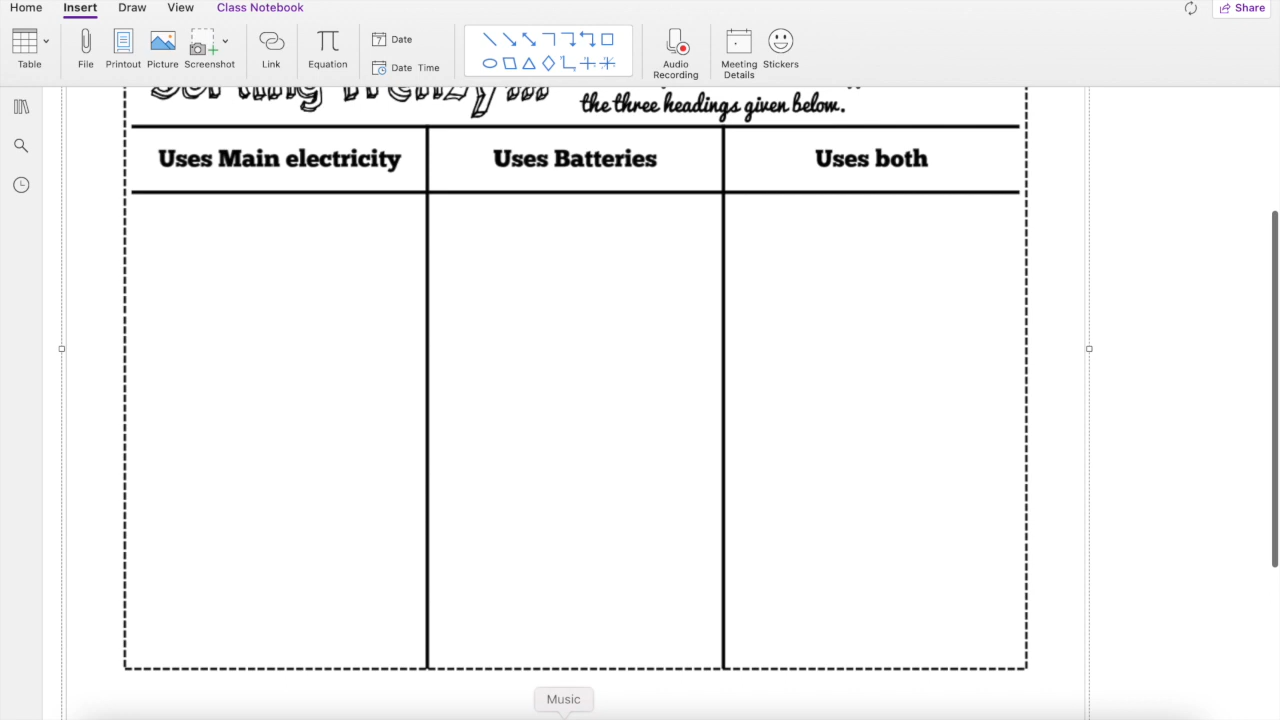 Home Insert Draw View Class Notebook Share
Table File Printout Picture Screenshot Link Equation Date Audio Recording Meeting Details Stickers
Date Time
the three headings given below.
Uses Main electricity Uses Batteries Uses both
Music